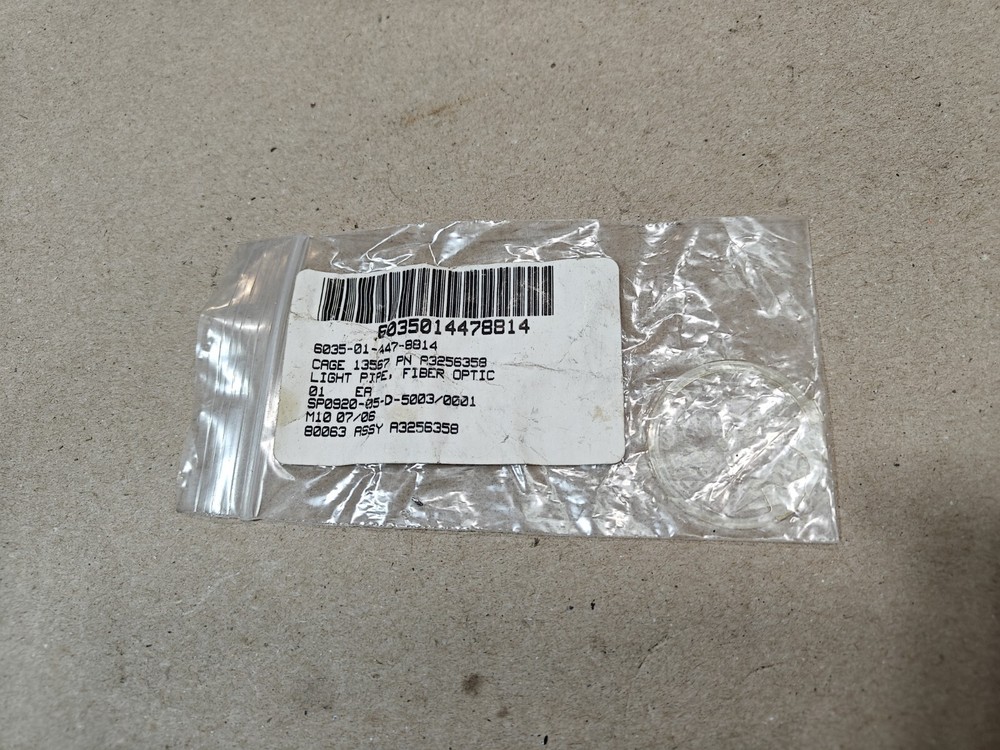 6035014478814
6035-01-447-8814
CAGE 13567 PN A3256358
LIGHT PIPE, FIBER OPTIC
01 EA
SP0920-05-D-5003/0001
M10 07/06
80063 ASSY A3256358